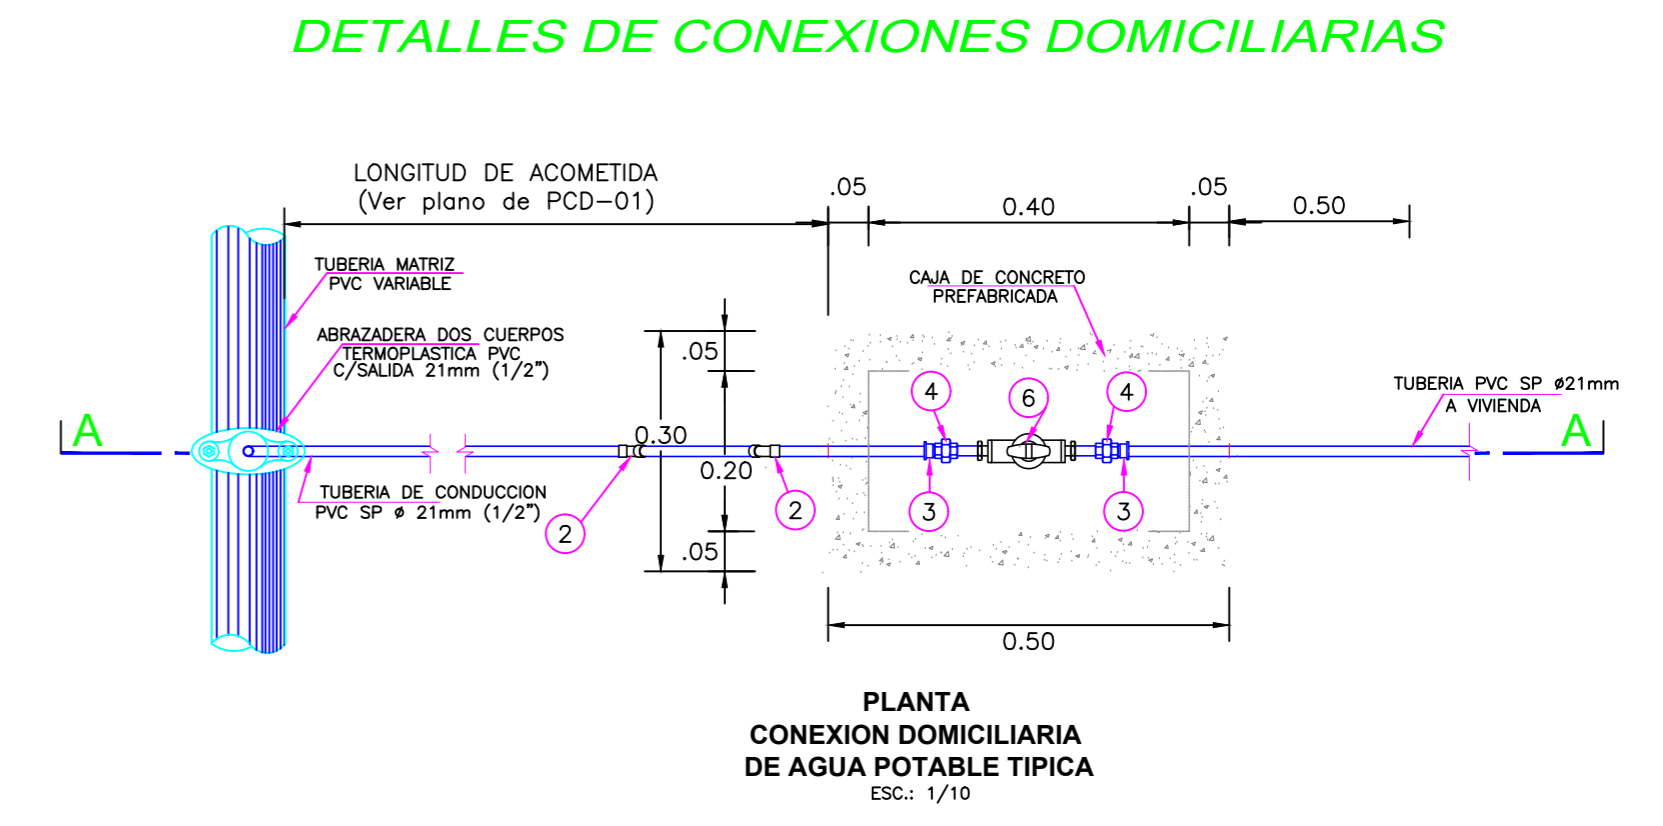 DETALLES DE CONEXIONES DOMICILIARIAS
LONGITUD DE ACOMETIDA
(Ver plano de PCD-01)
.05
0.40
.05
0.50
TUBERIA MATRIZ
PVC VARIABLE
CAJA DE CONCRETO
PREFABRICADA
ABRAZADERA DOS CUERPOS
TERMOPLASTICA PVC
C/SALIDA 21mm (1/2")
.05
4
6
4
TUBERIA PVC SP ø21mm
A VIVIENDA
A
0.30
A
0.20
TUBERIA DE CONDUCCION
PVC SP ø 21mm (1/2")
2
2
3
3
.05
0.50
PLANTA
CONEXION DOMICILIARIA
DE AGUA POTABLE TIPICA
ESC.: 1/10